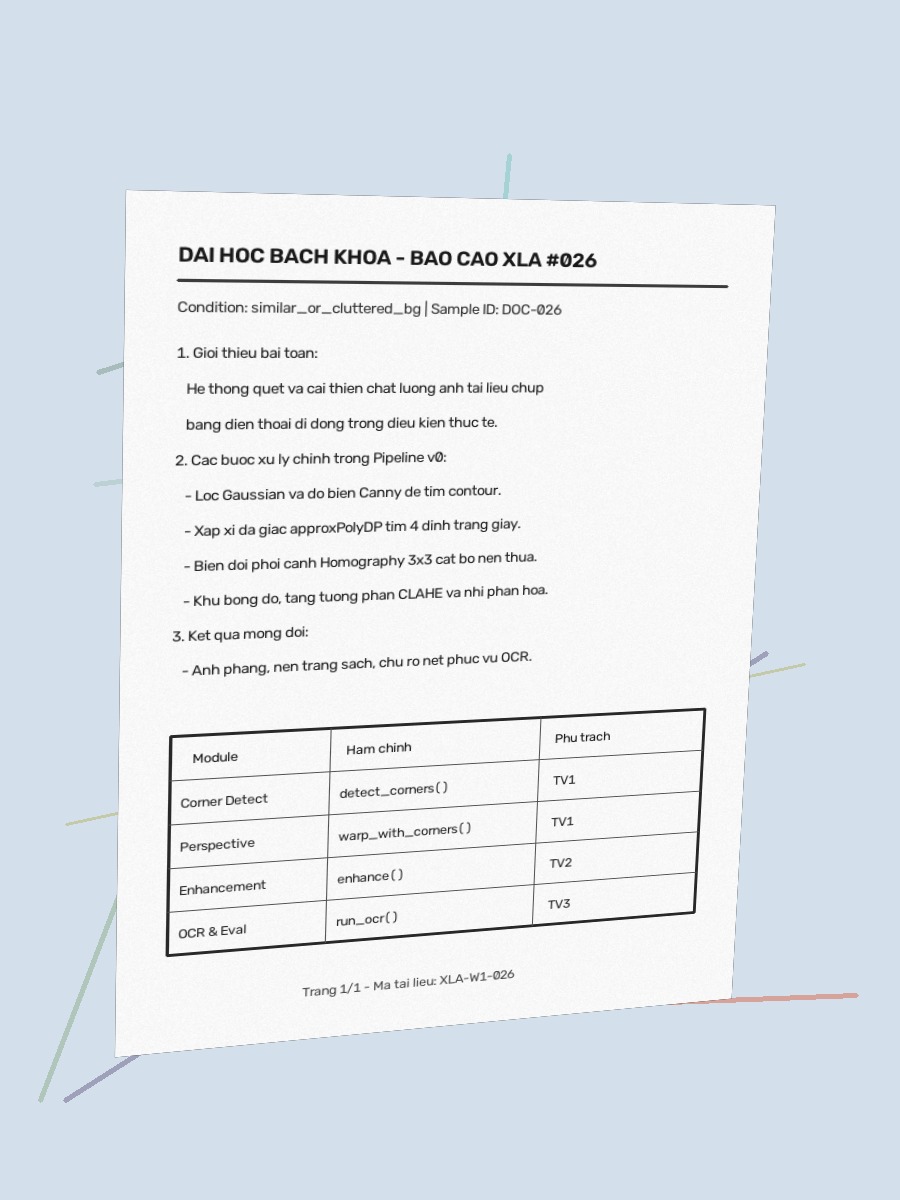 DAI HOC BACH KHOA - BAO CAO XLA #026
Condition: similar_or_cluttered_bg | Sample ID: DOC-026
1. Gioi thieu bai toan:
He thong quet va cai thien chat luong anh tai lieu chup
bang dien thoai di dong trong dieu kien thuc te.
2. Cac buoc xu ly chinh trong Pipeline v0:
- Loc Gaussian va do bien Canny de tim contour.
- Xap xi da giac approxPolyDP tim 4 dinh trang giay.
- Bien doi phoi canh Homography 3x3 cat bo nen thua.
- Khu bong do, tang tuong phan CLAHE va nhi phan hoa.
3. Ket qua mong doi:
- Anh phang, nen trang sach, chu ro net phuc vu OCR.
Module Ham chinh Phu trach
Corner Detect detect_corners() TV1
Perspective warp_with_corners() TV1
Enhancement enhance() TV2
OCR & Eval run_ocr() TV3
Trang 1/1 - Ma tai lieu: XLA-W1-026